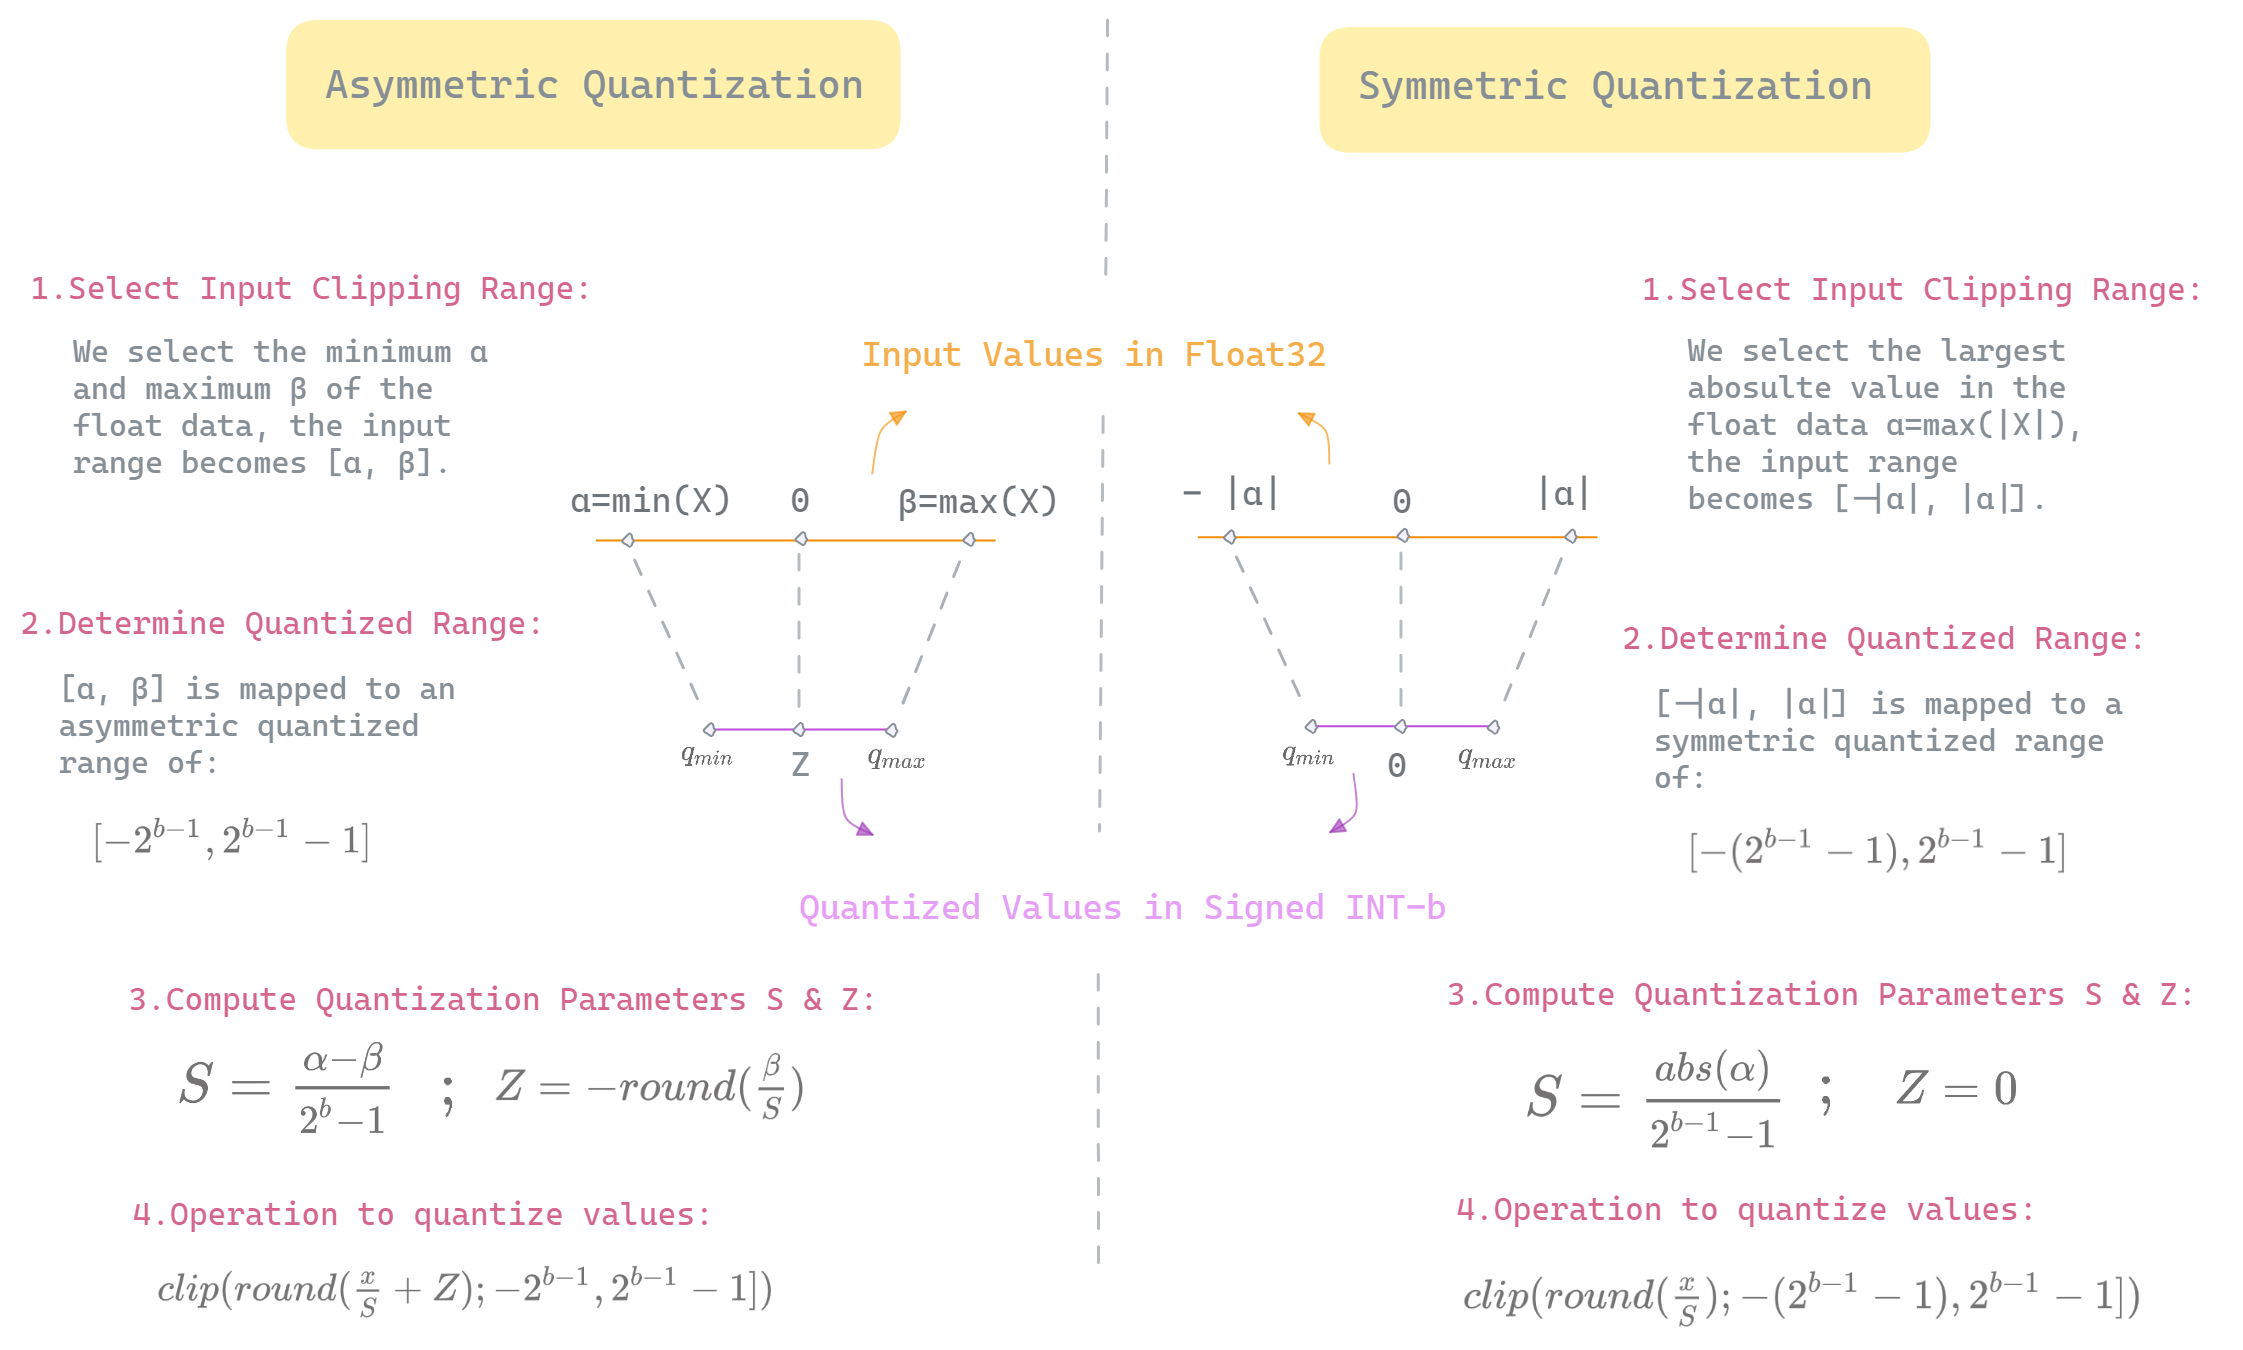 Asymmetric Quantization
1.Select Input Clipping Range:
We select the minimum α
and maximum β of the
float data, the input
range becomes [α, β].
2.Determine Quantized Range:
[α, β] is mapped to an
asymmetric quantized
range of:
[−2^{b−1}, 2^{b−1} − 1]
Input Values in Float32
α=min(X) 0 β=max(X)
q_{min} Z q_{max}
− |α| 0 |α|
q_{min} 0 q_{max}
Quantized Values in Signed INT-b
3.Compute Quantization Parameters S & Z:
S = \frac{α−β}{2^b−1} ; Z = −round(\frac{β}{S})
4.Operation to quantize values:
clip(round(\frac{x}{S} + Z); −2^{b−1}, 2^{b−1} − 1])
Symmetric Quantization
1.Select Input Clipping Range:
We select the largest
abosulte value in the
float data α=max(|X|),
the input range
becomes [-|α|, |α|].
2.Determine Quantized Range:
[-|α|, |α|] is mapped to a
symmetric quantized range
of:
[−(2^{b−1} − 1), 2^{b−1} − 1]
3.Compute Quantization Parameters S & Z:
S = \frac{abs(α)}{2^{b−1}−1} ; Z = 0
4.Operation to quantize values:
clip(round(\frac{x}{S}); −(2^{b−1} − 1), 2^{b−1} − 1])